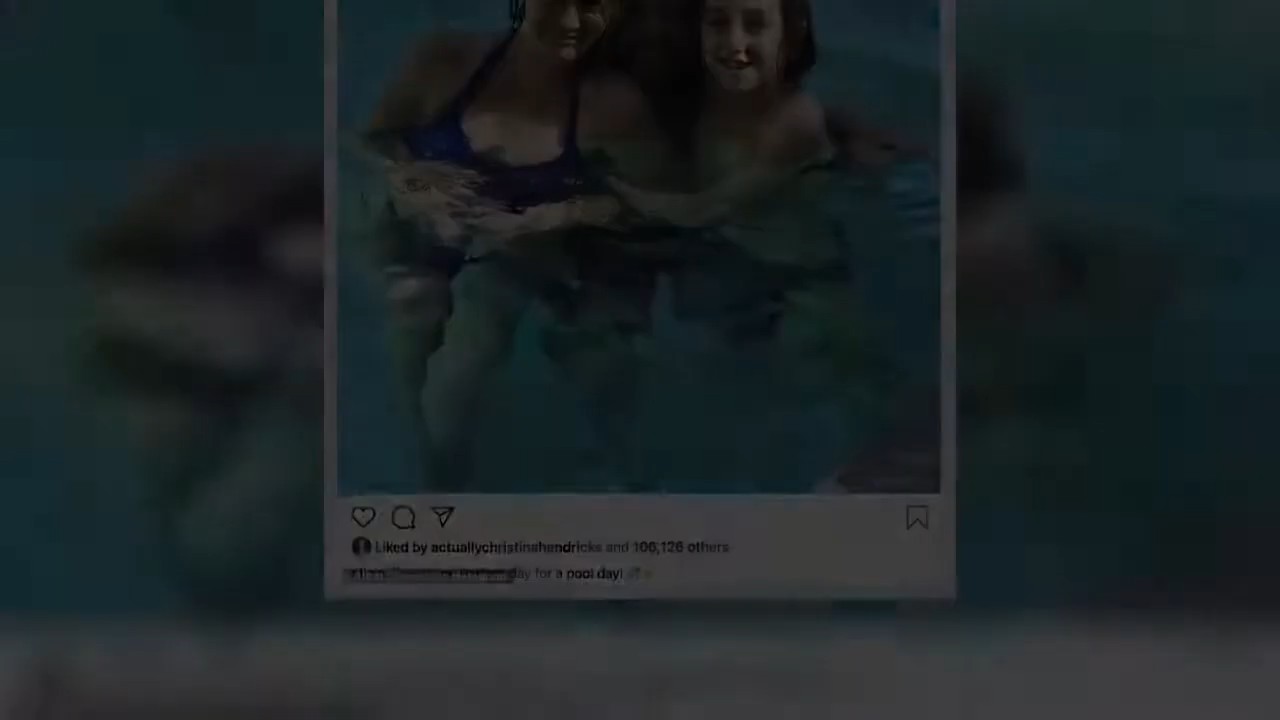 Liked by actuallychristinahendricks and 106,126 others
day for a pool day!